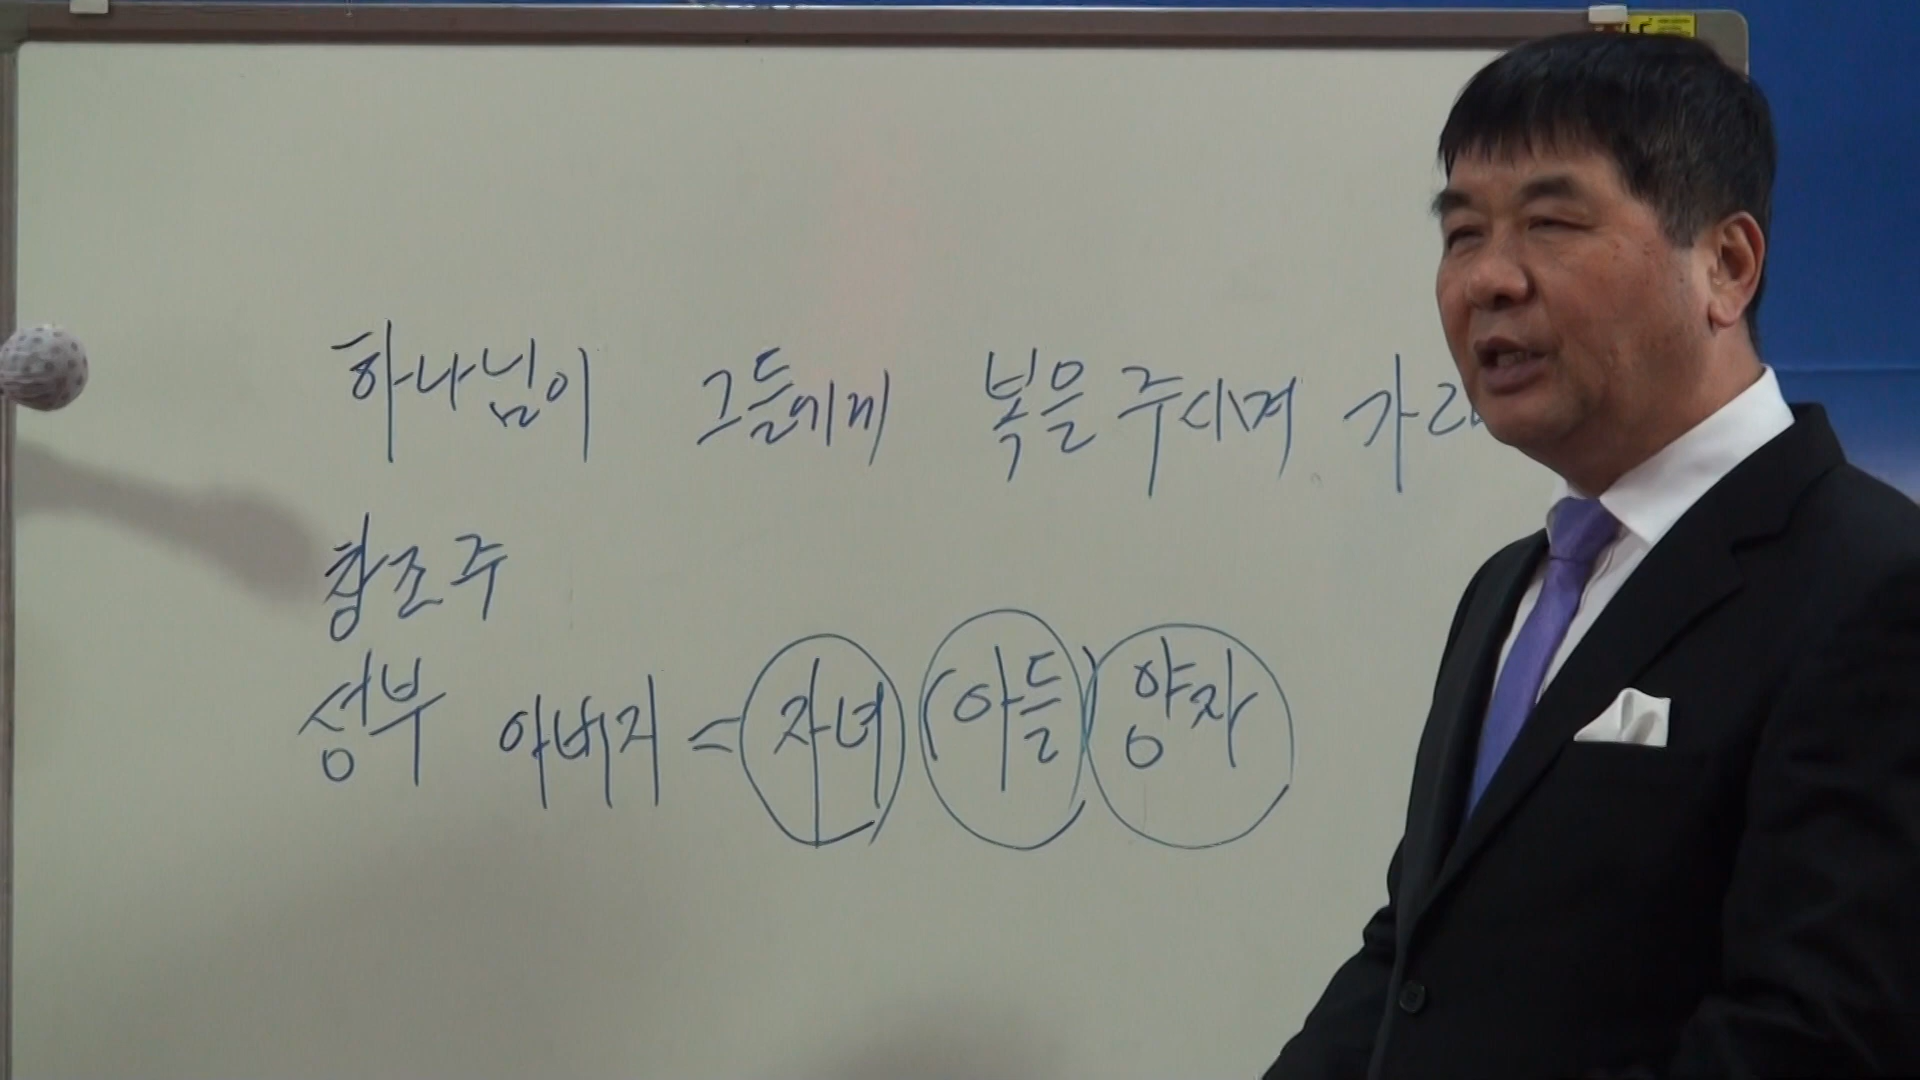 하나님이 그들에게 복을 주시며 가라
창조주
성부 아버지 = 자녀 (아들) 양자